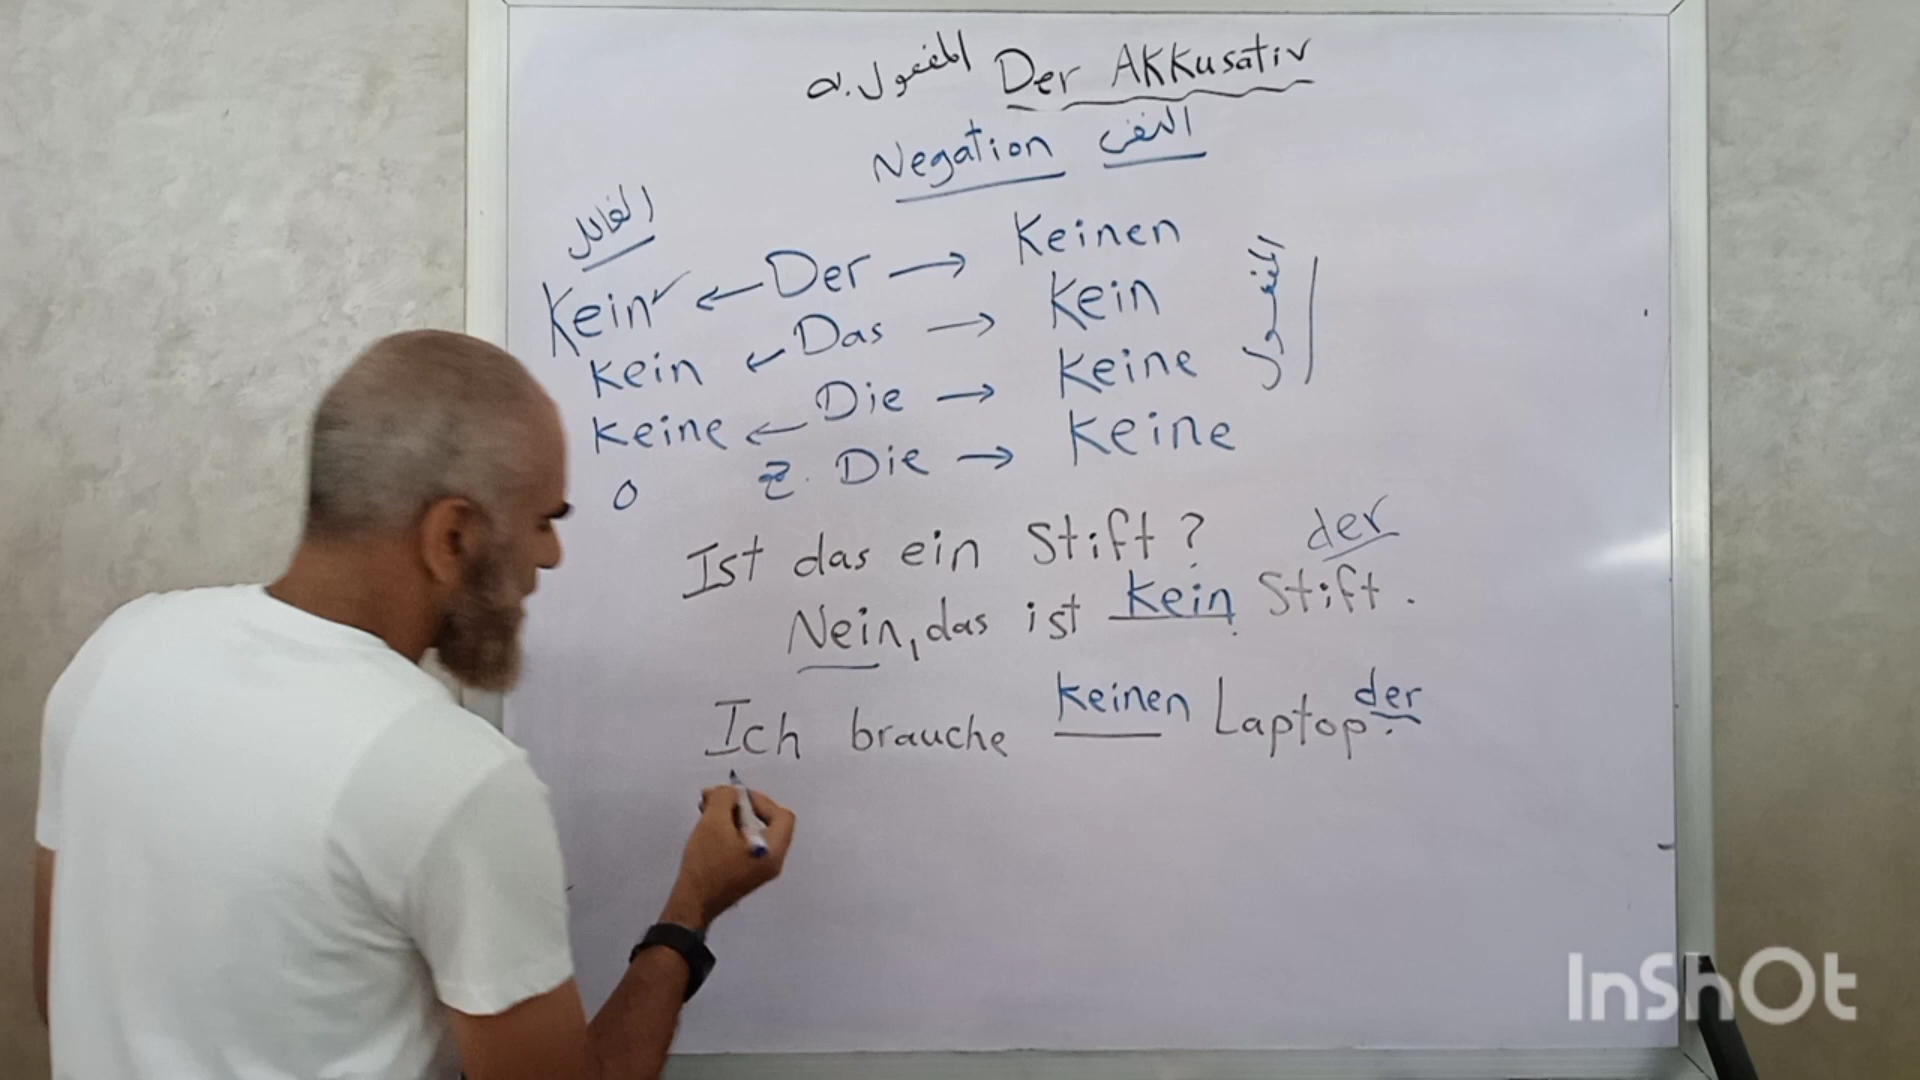 Der Akkusativ المفعول به
Negation النفي
الفاعل
Kein ← Der → Keinen
Kein ← Das → Kein
Keine ← Die → Keine
0 Z. Die → Keine
المفعول
Ist das ein Stift? der
Nein, das ist kein Stift.
Ich brauche keinen Laptop. der
InShOt